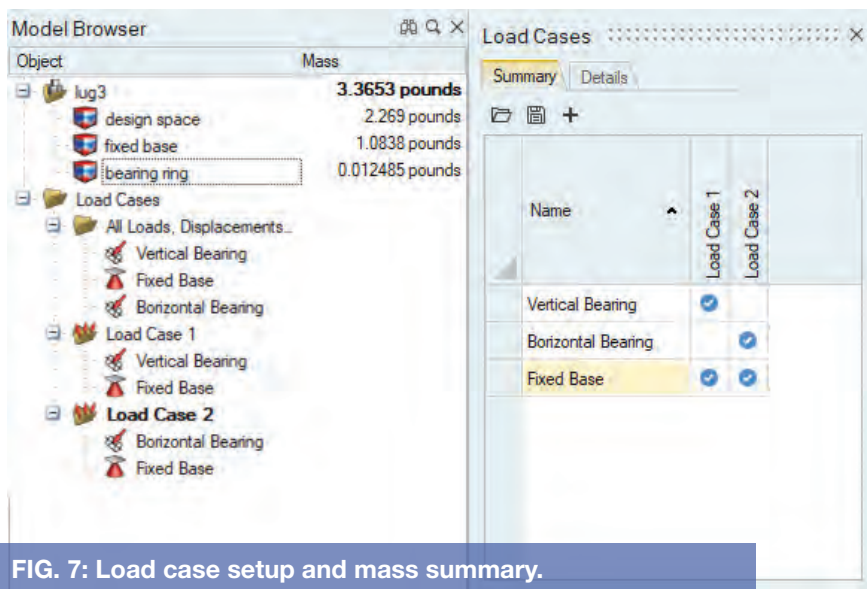 Model Browser
Object Mass
lug3 3.3653 pounds
design space 2.269 pounds
fixed base 1.0838 pounds
bearing ring 0.012485 pounds
Load Cases
All Loads, Displacements...
Vertical Bearing
Fixed Base
Borizontal Bearing
Load Case 1
Vertical Bearing
Fixed Base
Load Case 2
Borizontal Bearing
Fixed Base
Load Cases
Summary Details
Name Load Case 1 Load Case 2
Vertical Bearing
Borizontal Bearing
Fixed Base
FIG. 7: Load case setup and mass summary.